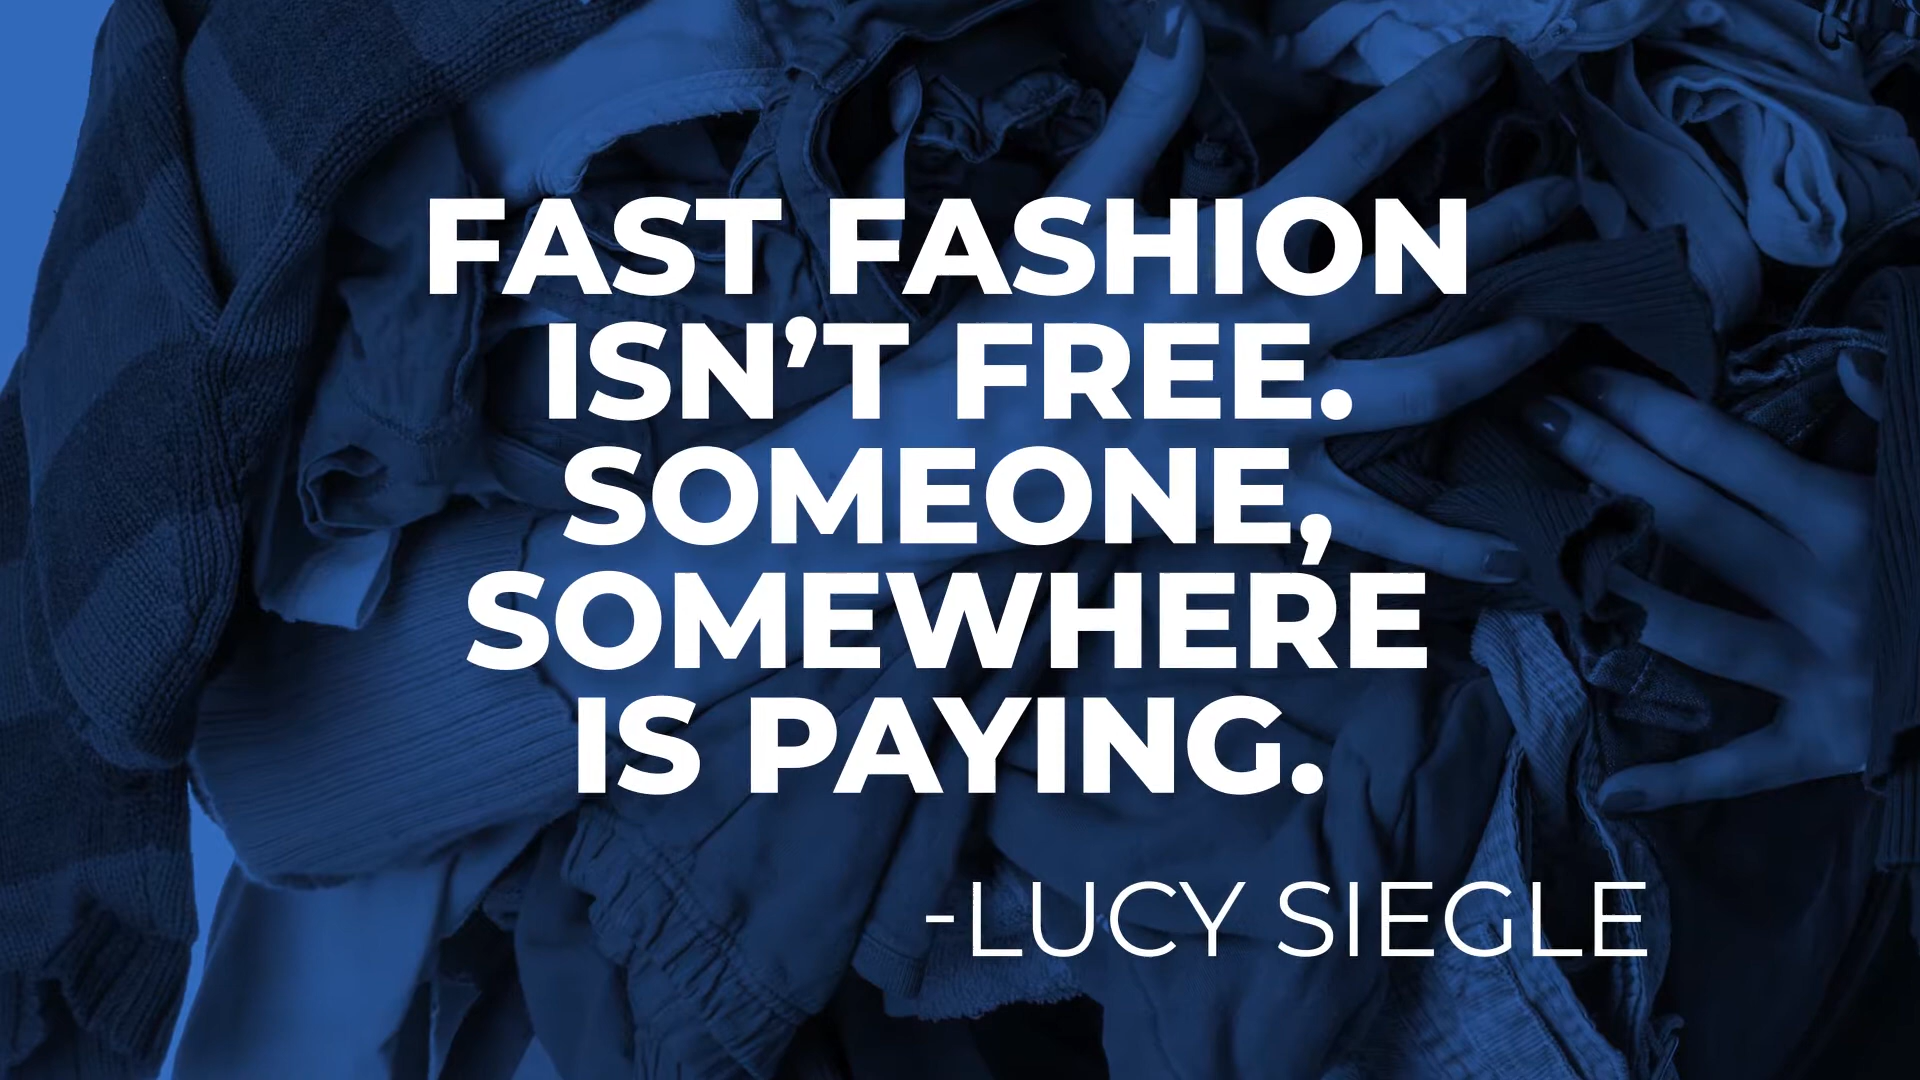 FAST FASHION
ISN’T FREE.
SOMEONE,
SOMEWHERE
IS PAYING.
-LUCY SIEGLE